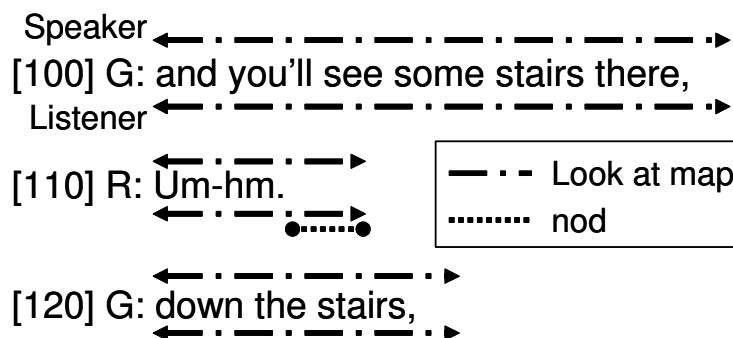 Speaker
[100] G: and you'll see some stairs there,
Listener
[110] R: Um-hm.
Look at map
nod
[120] G: down the stairs,